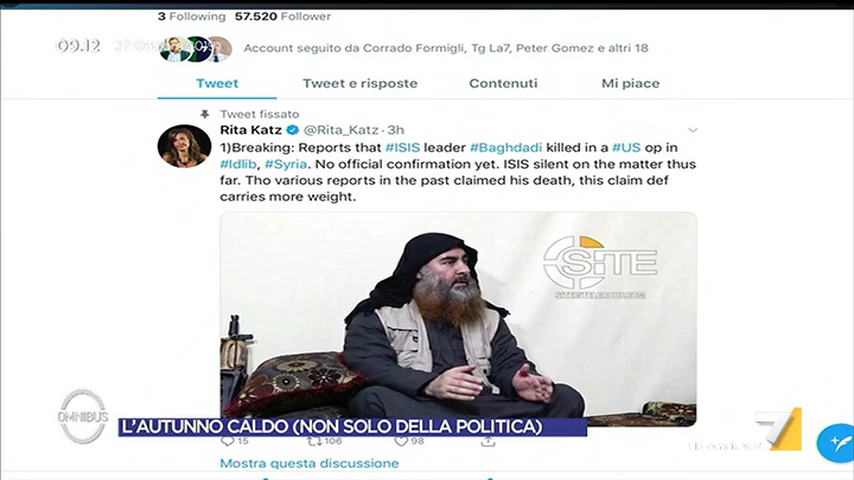 3 Following 57.520 Follower
09.12
Account seguito da Corrado Formigli, Tg La7, Peter Gomez e altri 18
Tweet Tweet e risposte Contenuti Mi piace
Tweet fissato
Rita Katz @Rita_Katz · 3h
1)Breaking: Reports that #ISIS leader #Baghdadi killed in a #US op in
#Idlib, #Syria. No official confirmation yet. ISIS silent on the matter thus
far. Tho various reports in the past claimed his death, this claim def
carries more weight.
SITE
SITEINTELGROUP.COM
OMNIBUS
L'AUTUNNO CALDO (NON SOLO DELLA POLITICA)
7
15 106 98
Mostra questa discussione